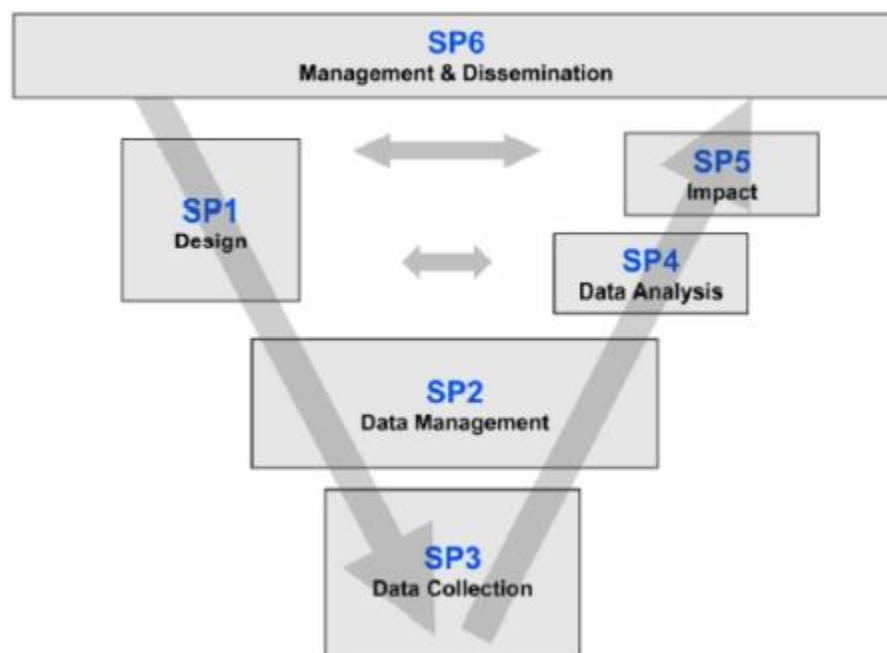 SP6
Management & Dissemination
SP1
Design
SP5
Impact
SP4
Data Analysis
SP2
Data Management
SP3
Data Collection